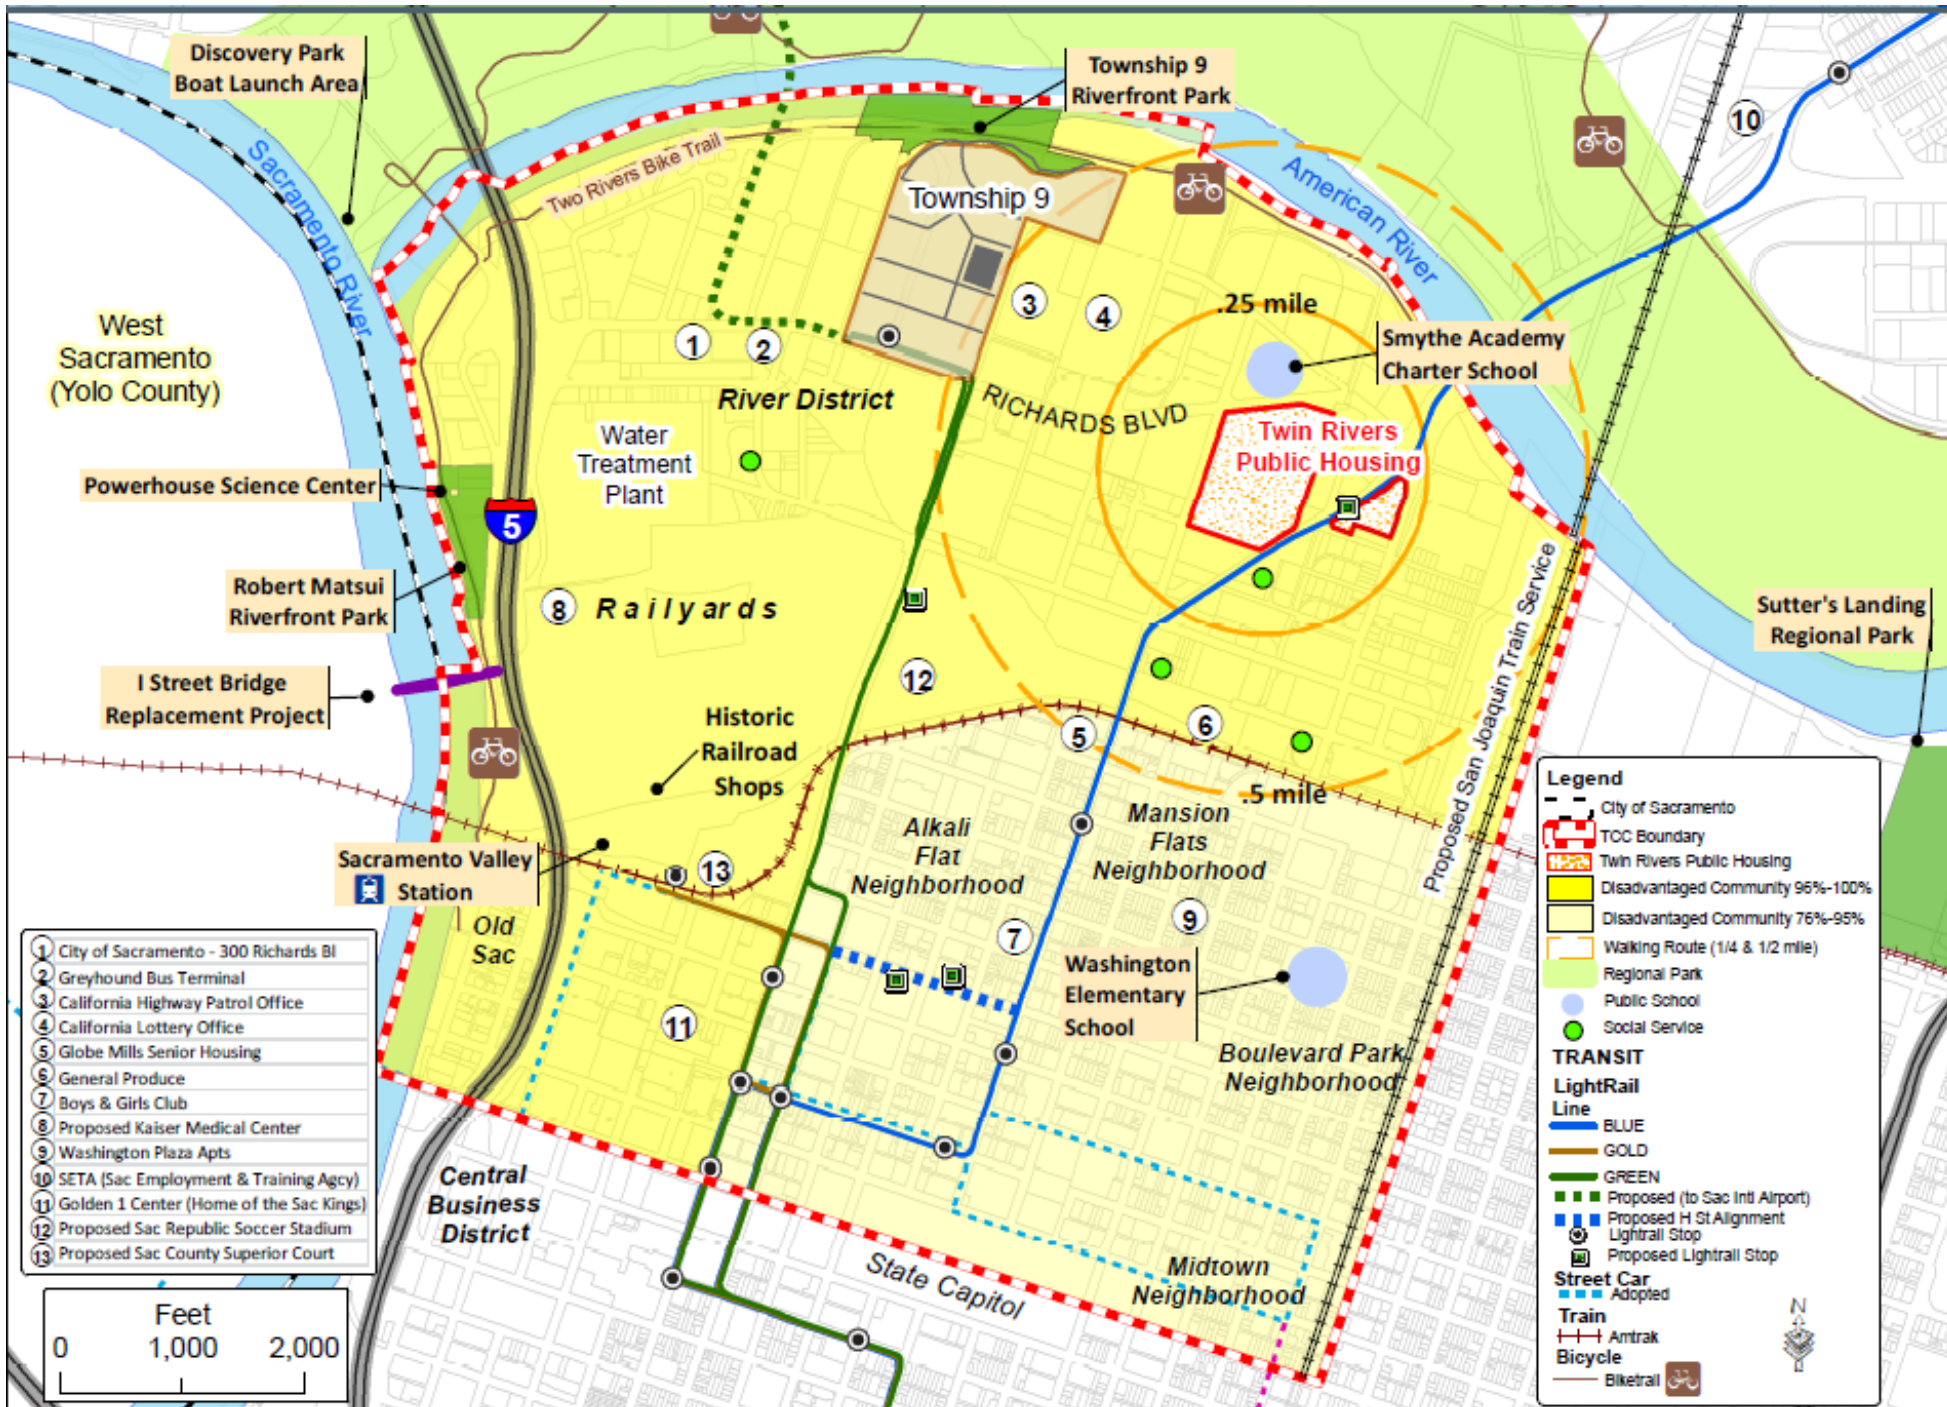 Discovery Park
Boat Launch Area
Township 9
Riverfront Park
10
Sacramento River
Two Rivers Bike Trail
Township 9
American River
West
Sacramento
(Yolo County)
1
2
3
4
.25 mile
Smythe Academy
Charter School
River District
RICHARDS BLVD
Water
Treatment
Plant
Twin Rivers
Public Housing
Powerhouse Science Center
5
Robert Matsui
Riverfront Park
8
Railyards
Proposed San Joaquin Train Service
Sutter's Landing
Regional Park
I Street Bridge
Replacement Project
12
Historic
Railroad
Shops
5
6
.5 mile
Alkali
Flat
Neighborhood
Mansion
Flats
Neighborhood
Sacramento Valley
Station
13
Old
Sac
7
9
Washington
Elementary
School
11
Boulevard Park
Neighborhood
Central
Business
District
State Capitol
Midtown
Neighborhood
1 City of Sacramento - 300 Richards Bl
2 Greyhound Bus Terminal
3 California Highway Patrol Office
4 California Lottery Office
5 Globe Mills Senior Housing
6 General Produce
7 Boys & Girls Club
8 Proposed Kaiser Medical Center
9 Washington Plaza Apts
10 SETA (Sac Employment & Training Agcy)
11 Golden 1 Center (Home of the Sac Kings)
12 Proposed Sac Republic Soccer Stadium
13 Proposed Sac County Superior Court
Feet
0 1,000 2,000
Legend
City of Sacramento
TCC Boundary
Twin Rivers Public Housing
Disadvantaged Community 96%-100%
Disadvantaged Community 76%-95%
Walking Route (1/4 & 1/2 mile)
Regional Park
Public School
Social Service
TRANSIT
LightRail
Line
BLUE
GOLD
GREEN
Proposed (to Sac Intl Airport)
Proposed H St Alignment
Lightrail Stop
Proposed Lightrail Stop
Street Car
Adopted
Train
Amtrak
Bicycle
Biketrail
N